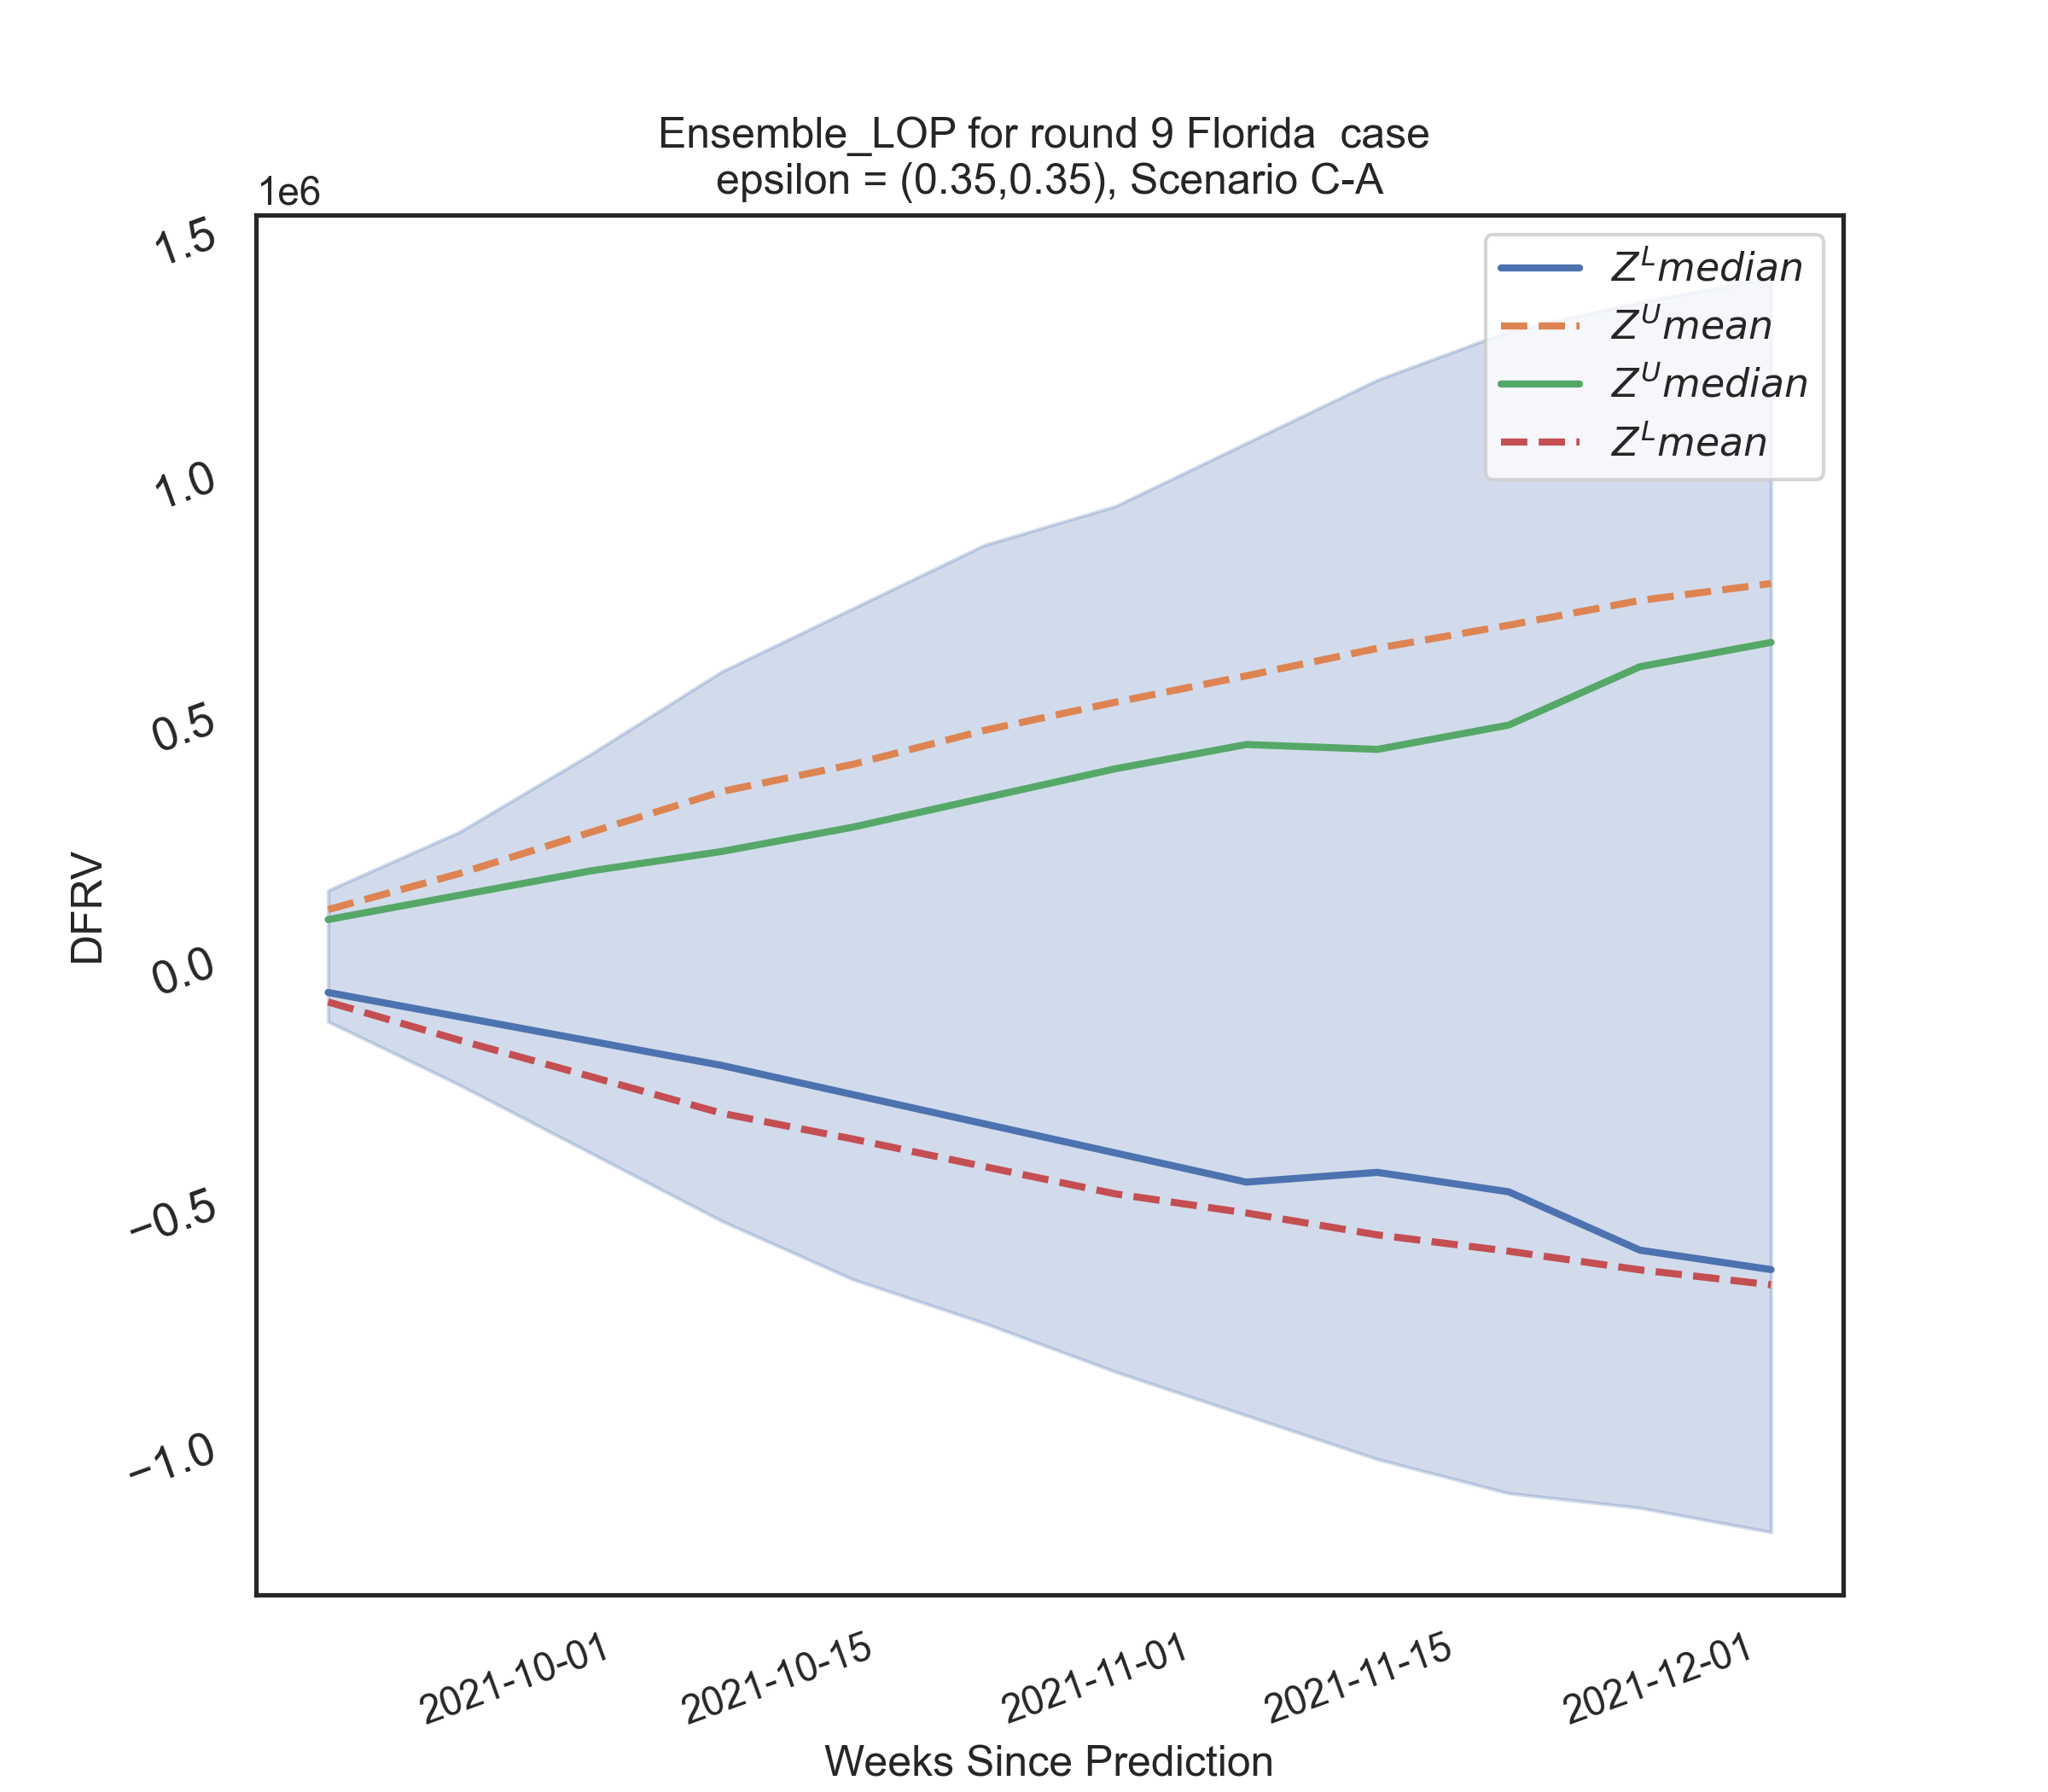 Ensemble_LOP for round 9 Florida  case
epsilon = (0.35,0.35), Scenario C-A
1e6
1.5
1.0
0.5
0.0
−0.5
−1.0
DFRV
Z^L median
Z^U mean
Z^U median
Z^L mean
2021-10-01
2021-10-15
2021-11-01
2021-11-15
2021-12-01
Weeks Since Prediction